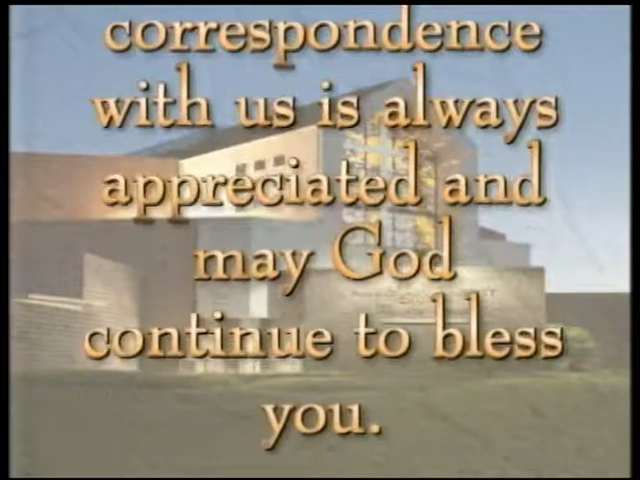 correspondence
with us is always
appreciated and
may God
continue to bless
you.